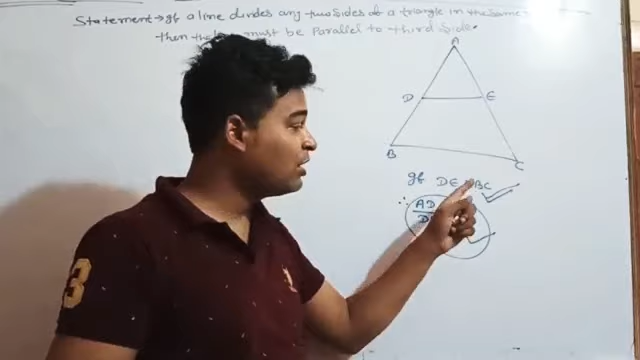 Statement → If a line divides any two sides of a triangle in the same
then the must be Parallel to third side.
A
D E
B C
If DE BC
∴ AD
D
3